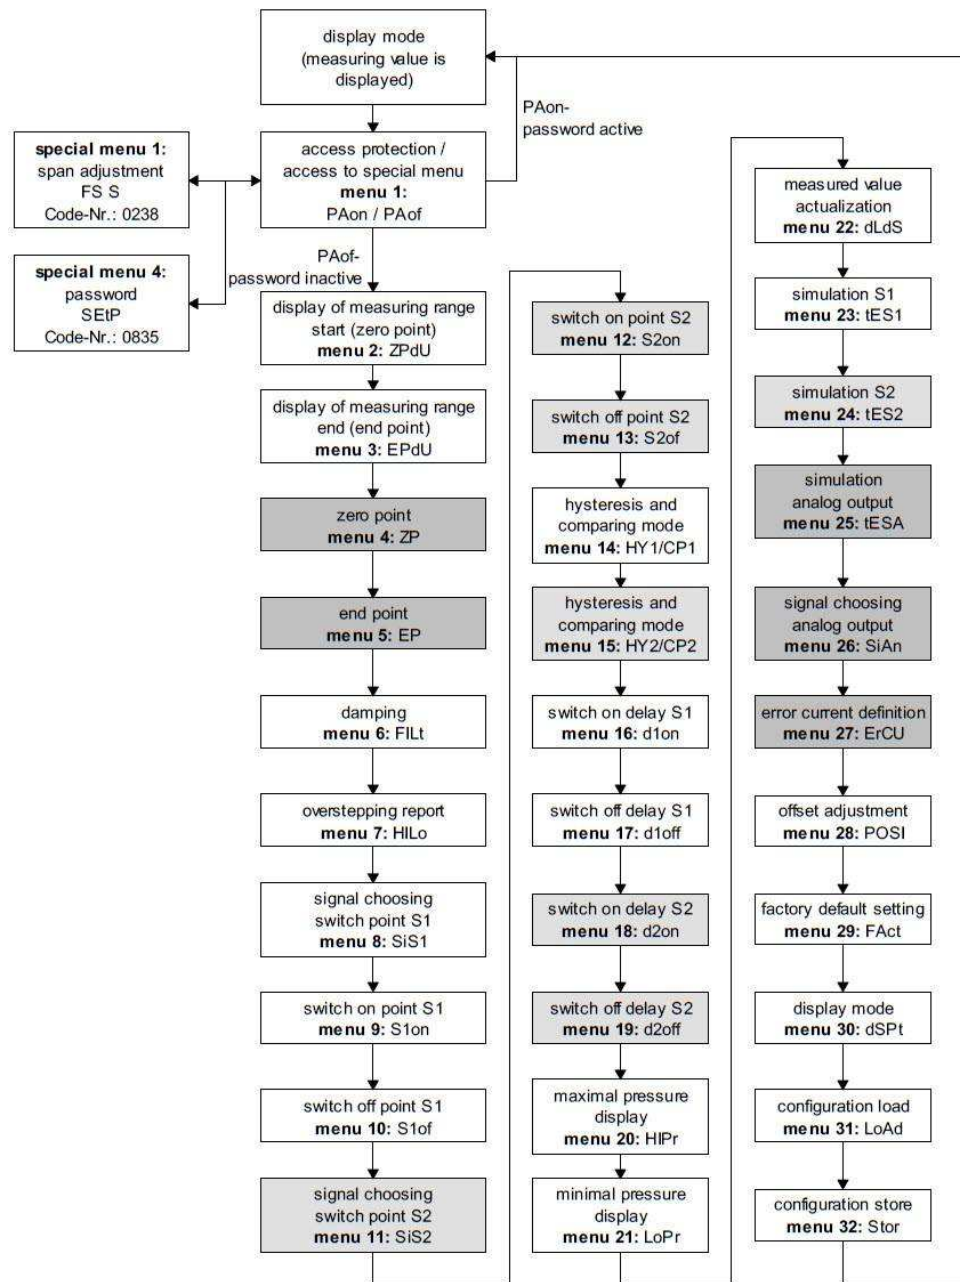 display mode
(measuring value is
displayed)
PAon-
password active
special menu 1:
span adjustment
FS S
Code-Nr.: 0238
access protection /
access to special menu
menu 1:
PAon / PAof
PAof-
password inactive
special menu 4:
password
SEtP
Code-Nr.: 0835
display of measuring range
start (zero point)
menu 2: ZPdU
display of measuring range
end (end point)
menu 3: EPdU
zero point
menu 4: ZP
end point
menu 5: EP
damping
menu 6: FILt
overstepping report
menu 7: HILo
signal choosing
switch point S1
menu 8: SiS1
switch on point S1
menu 9: S1on
switch off point S1
menu 10: S1of
signal choosing
switch point S2
menu 11: SiS2
switch on point S2
menu 12: S2on
switch off point S2
menu 13: S2of
hysteresis and
comparing mode
menu 14: HY1/CP1
hysteresis and
comparing mode
menu 15: HY2/CP2
switch on delay S1
menu 16: d1on
switch off delay S1
menu 17: d1off
switch on delay S2
menu 18: d2on
switch off delay S2
menu 19: d2off
maximal pressure
display
menu 20: HIPr
minimal pressure
display
menu 21: LoPr
measured value
actualization
menu 22: dLdS
simulation S1
menu 23: tES1
simulation S2
menu 24: tES2
simulation
analog output
menu 25: tESA
signal choosing
analog output
menu 26: SiAn
error current definition
menu 27: ErCU
offset adjustment
menu 28: POSI
factory default setting
menu 29: FAct
display mode
menu 30: dSPt
configuration load
menu 31: LoAd
configuration store
menu 32: Stor